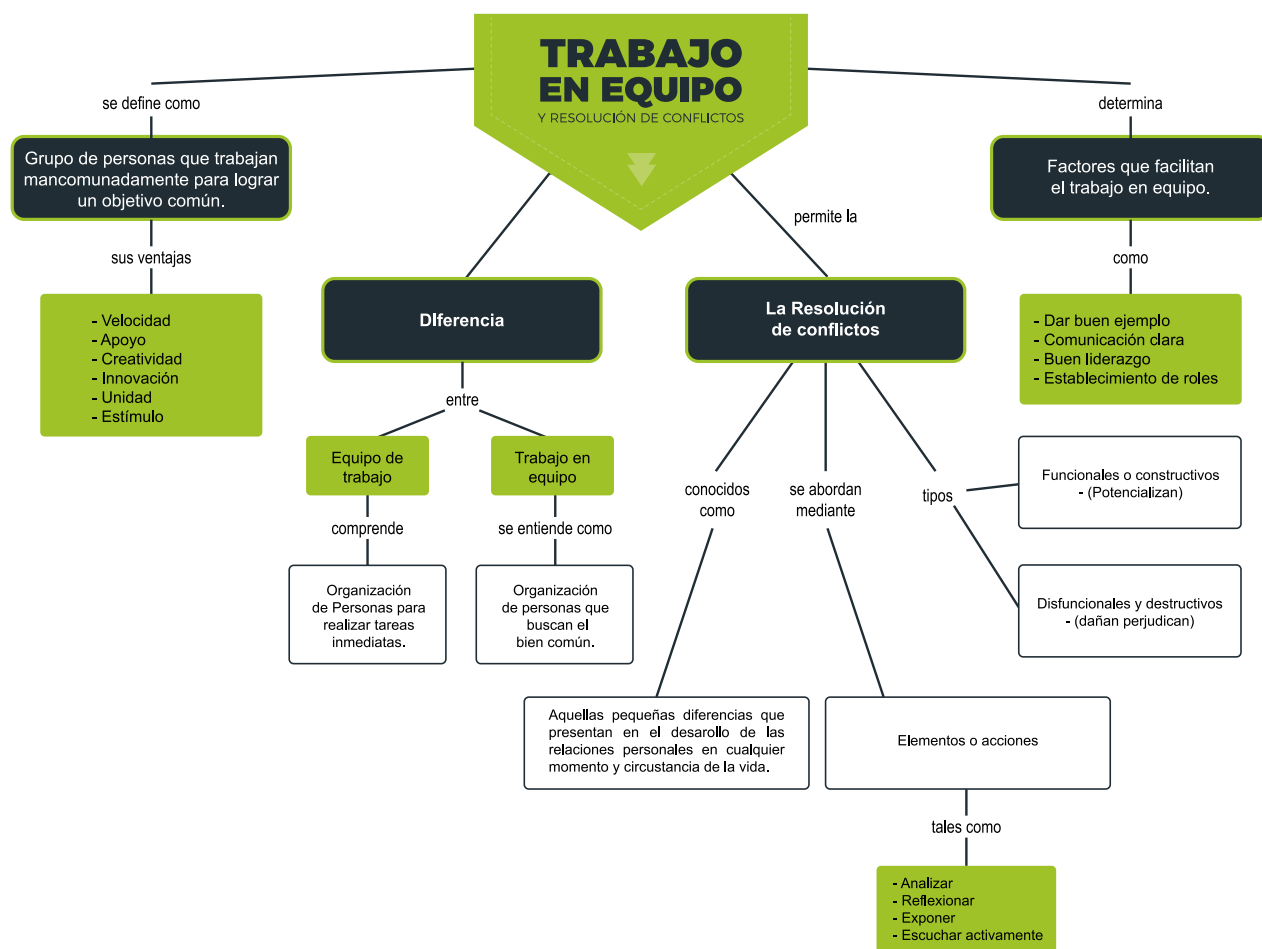 TRABAJO
EN EQUIPO
Y RESOLUCIÓN DE CONFLICTOS
se define como
Grupo de personas que trabajan
mancomunadamente para lograr
un objetivo común.
sus ventajas
- Velocidad
- Apoyo
- Creatividad
- Innovación
- Unidad
- Estímulo
DIferencia
entre
Equipo de
trabajo
comprende
Organización
de Personas para
realizar tareas
inmediatas.
Trabajo en
equipo
se entiende como
Organización
de personas que
buscan el
bien común.
permite la
La Resolución
de conflictos
conocidos
como
Aquellas pequeñas diferencias que
presentan en el desarollo de las
relaciones personales en cualquier
momento y circustancia de la vida.
se abordan
mediante
Elementos o acciones
tales como
- Analizar
- Reflexionar
- Exponer
- Escuchar activamente
tipos
Funcionales o constructivos
- (Potencializan)
Disfuncionales y destructivos
- (dañan perjudican)
determina
Factores que facilitan
el trabajo en equipo.
como
- Dar buen ejemplo
- Comunicación clara
- Buen liderazgo
- Establecimiento de roles